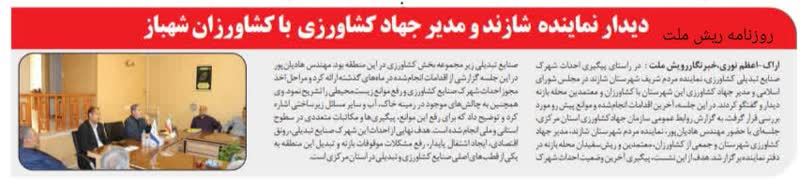 دیدار نماینده شازند و مدیر جهاد کشاورزی با کشاورزان شهباز
روزنامه ریش ملت
اراک-اعظم نوری، خبرنگار رویش ملت : در راستای پیگیری احداث شهرک
صنایع تبدیلی کشاورزی، نماینده مردم شریف شهرستان شازند در مجلس شورای
اسلامی و مدیر جهاد کشاورزی این شهرستان با کشاورزان و معتمدین محله بازنه
دیدار و گفتگو کردند. در این جلسه، آخرین اقدامات انجام‌شده و موانع پیش رو مورد
بررسی قرار گرفت. به گزارش روابط عمومی سازمان جهاد کشاورزی استان مرکزی،
جلسه‌ای با حضور مهندس هادیان‌پور، نماینده مردم شهرستان شازند، مدیر جهاد
کشاورزی شهرستان و جمعی از کشاورزان، معتمدین و ریش‌سفیدان محله بازنه در
دفتر نماینده برگزار شد. هدف از این نشست، پیگیری آخرین وضعیت احداث شهرک
صنایع تبدیلی زیر مجموعه بخش کشاورزی در این منطقه بود. مهندس هادیان‌پور
در این جلسه گزارشی از اقدامات انجام‌شده در ماه‌های گذشته ارائه کرد و مراحل اخذ
مجوز احداث شهرک صنایع کشاورزی و رفع موانع زیست‌محیطی را تشریح نمود. وی
همچنین به چالش‌های موجود در زمینه خاک، آب و سایر مسائل زیرساختی اشاره
کرد و توضیح داد که برای رفع این موانع، پیگیری‌ها و مکاتبات متعددی در سطوح
استانی و ملی انجام شده است. هدف نهایی از احداث این شهرک صنایع تبدیلی، رونق
اقتصادی، ایجاد اشتغال پایدار، رفع مشکلات موقوفات بازنه و تبدیل این منطقه به
یکی از قطب‌های اصلی صنایع کشاورزی و تبدیلی در استان مرکزی است.